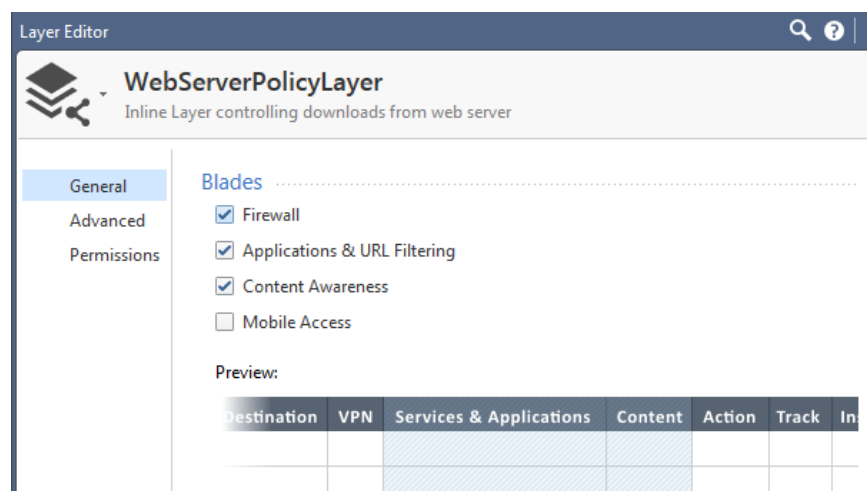 Layer Editor
WebServerPolicyLayer
Inline Layer controlling downloads from web server
General
Advanced
Permissions
Blades
Firewall
Applications & URL Filtering
Content Awareness
Mobile Access
Preview:
Destination VPN Services & Applications Content Action Track